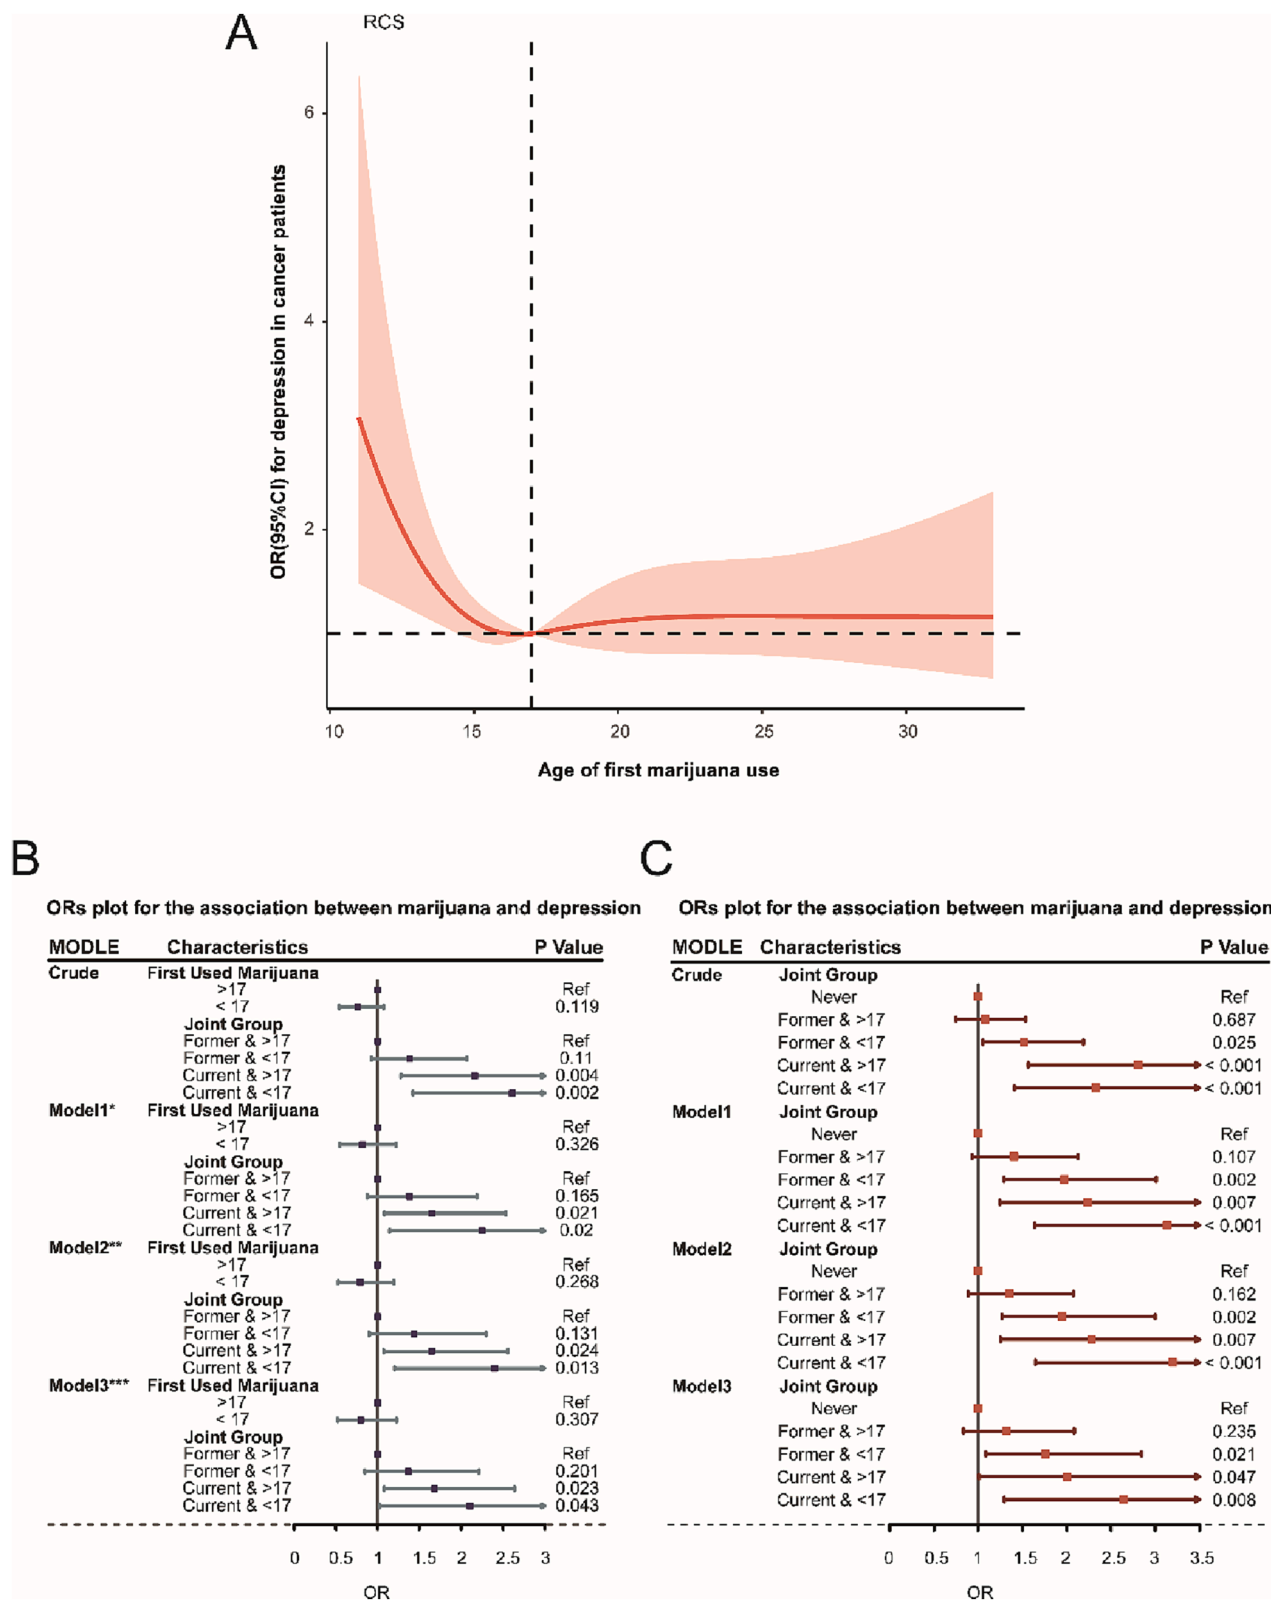 A
RCS
6
4
2
OR(95%CI) for depression in cancer patients
10 15 20 25 30
Age of first marijuana use
B
ORs plot for the association between marijuana and depression
MODLE Characteristics P Value
Crude First Used Marijuana
>17 Ref
< 17 0.119
Joint Group
Former & >17 Ref
Former & <17 0.11
Current & >17 0.004
Current & <17 0.002
Model1* First Used Marijuana
>17 Ref
< 17 0.326
Joint Group
Former & >17 Ref
Former & <17 0.165
Current & >17 0.021
Current & <17 0.02
Model2** First Used Marijuana
>17 Ref
< 17 0.268
Joint Group
Former & >17 Ref
Former & <17 0.131
Current & >17 0.024
Current & <17 0.013
Model3*** First Used Marijuana
>17 Ref
< 17 0.307
Joint Group
Former & >17 Ref
Former & <17 0.201
Current & >17 0.023
Current & <17 0.043
0 0.5 1 1.5 2 2.5 3
OR
C
ORs plot for the association between marijuana and depression
MODLE Characteristics P Value
Crude Joint Group
Never Ref
Former & >17 0.687
Former & <17 0.025
Current & >17 < 0.001
Current & <17 < 0.001
Model1 Joint Group
Never Ref
Former & >17 0.107
Former & <17 0.002
Current & >17 0.007
Current & <17 < 0.001
Model2 Joint Group
Never Ref
Former & >17 0.162
Former & <17 0.002
Current & >17 0.007
Current & <17 < 0.001
Model3 Joint Group
Never Ref
Former & >17 0.235
Former & <17 0.021
Current & >17 0.047
Current & <17 0.008
0 0.5 1 1.5 2 2.5 3 3.5
OR